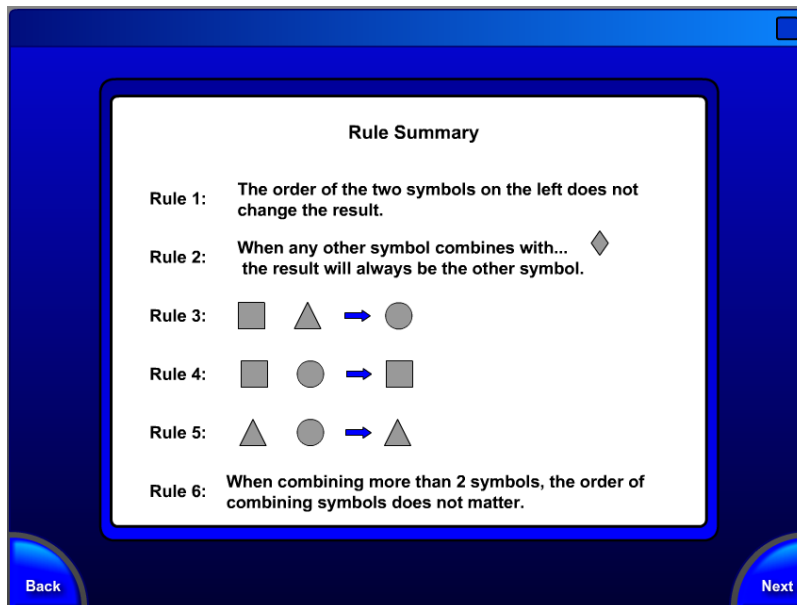 Rule Summary
Rule 1:
The order of the two symbols on the left does not
change the result.
Rule 2:
When any other symbol combines with...
the result will always be the other symbol.
Rule 3:
Rule 4:
Rule 5:
Rule 6:
When combining more than 2 symbols, the order of
combining symbols does not matter.
Back
Next